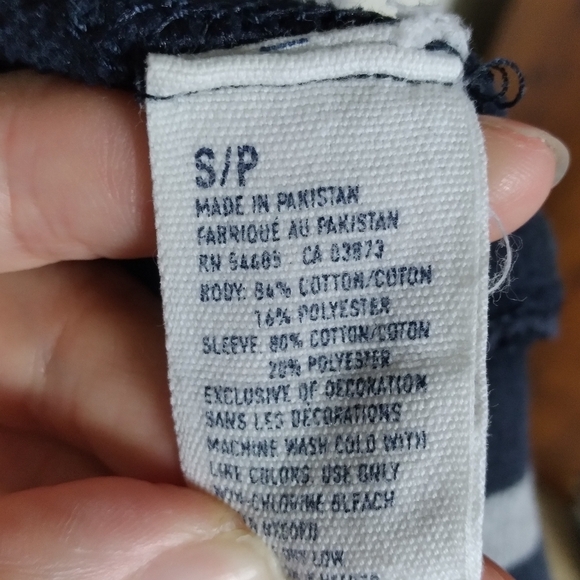 S/P
MADE IN PAKISTAN
FABRIQUÉ AU PAKISTAN
RN 54485 CA 03873
BODY: 84% COTTON/COTON
16% POLYESTER
SLEEVE: 80% COTTON/COTON
20% POLYESTER
EXCLUSIVE OF DECORATION
SANS LES DÉCORATIONS
MACHINE WASH COLD WITH
LIKE COLORS. USE ONLY
NON-CHLORINE BLEACH
LOW.